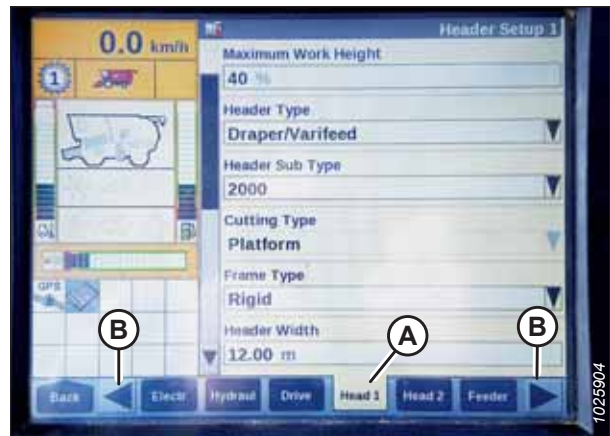 0.0 km/h
Header Setup 1
Maximum Work Height
40 %
1
Header Type
Draper/Varifeed
Header Sub Type
2000
Cutting Type
Platform
Frame Type
Rigid
GPS
Header Width
12.00 m
B
A
B
Back
Electr
Hydraul
Drive
Head 1
Head 2
Feeder
1025904